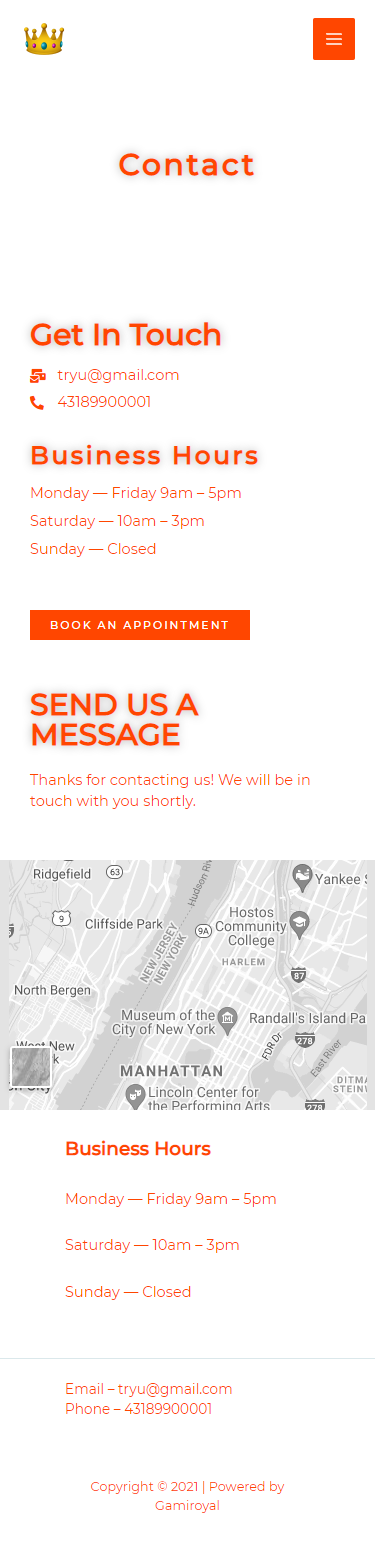 Contact
Get In Touch
tryu@gmail.com
43189900001
Business Hours
Monday — Friday 9am – 5pm
Saturday — 10am – 3pm
Sunday — Closed
BOOK AN APPOINTMENT
SEND US A
MESSAGE
Thanks for contacting us! We will be in
touch with you shortly.
Ridgefield
63
Hudson Riv
Yankee S
9
Cliffside Park
9A
Hostos
Community
College
NEW JERSEY
NEW YORK
HARLEM
87
North Bergen
Museum of the
City of New York
Randall's Island Pa
278
FDR Dr
East River
West New
rk
MANHATTAN
DITMA
STEINW
on City
Lincoln Center for
the Performing Arts
278
Business Hours
Monday — Friday 9am – 5pm
Saturday — 10am – 3pm
Sunday — Closed
Email – tryu@gmail.com
Phone – 43189900001
Copyright © 2021 | Powered by
Gamiroyal